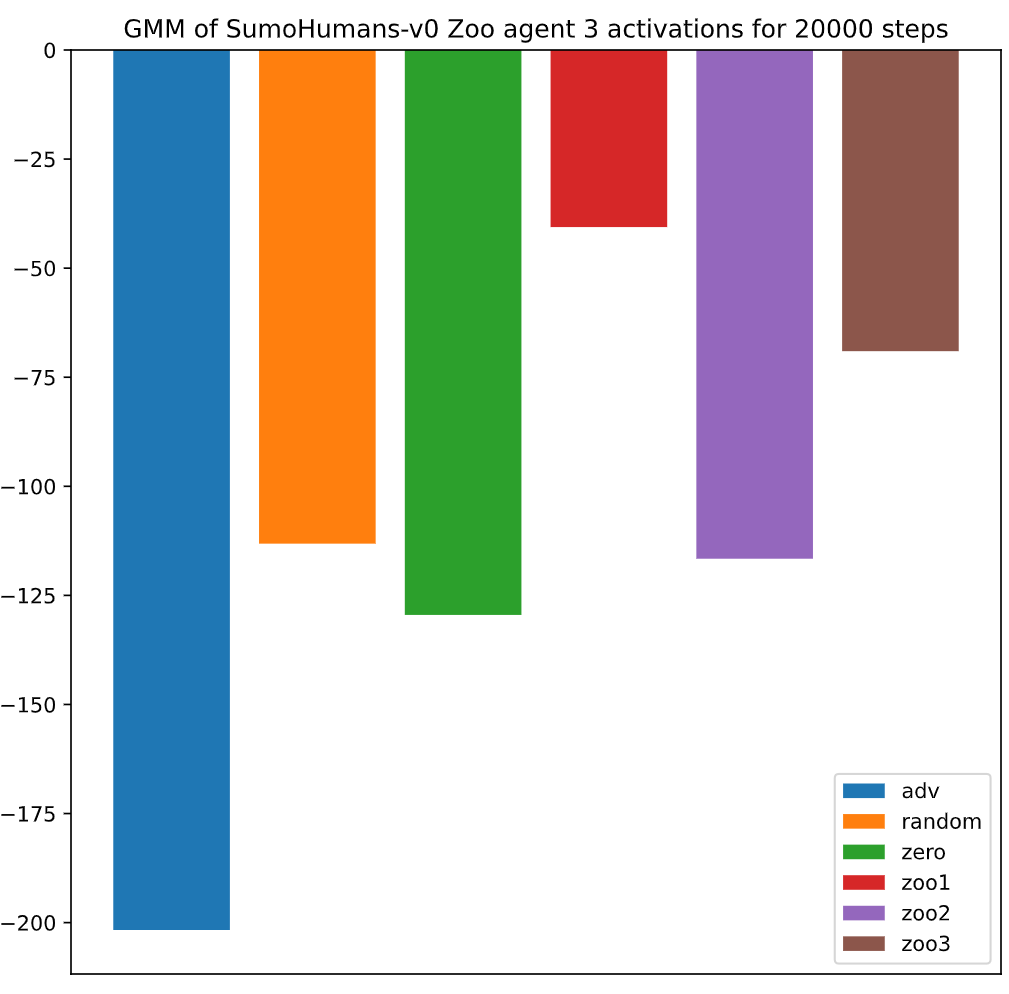 GMM of SumoHumans-v0 Zoo agent 3 activations for 20000 steps
0
−25
−50
−75
−100
−125
−150
−175
−200
adv
random
zero
zoo1
zoo2
zoo3